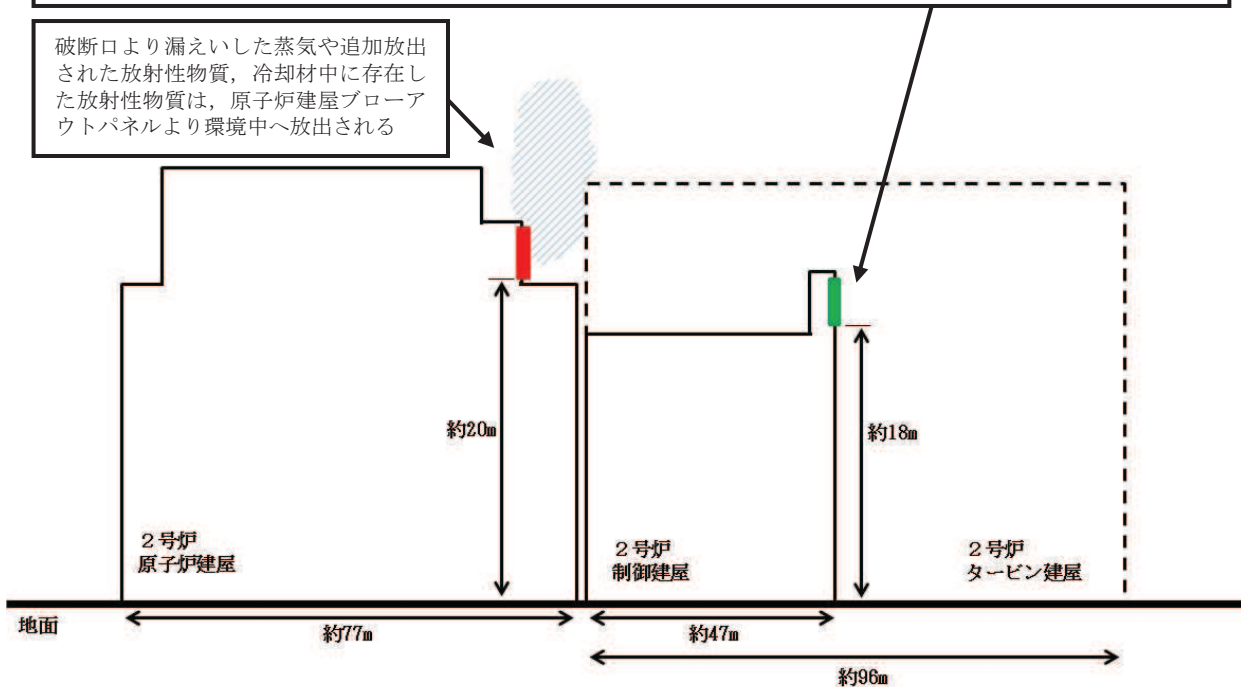 破断口より漏えいした蒸気や追加放出
された放射性物質，冷却材中に存在し
た放射性物質は，原子炉建屋ブローア
ウトパネルより環境中へ放出される
約20m
約18m
２号炉
原子炉建屋
２号炉
制御建屋
２号炉
タービン建屋
地面
約77m
約47m
約96m